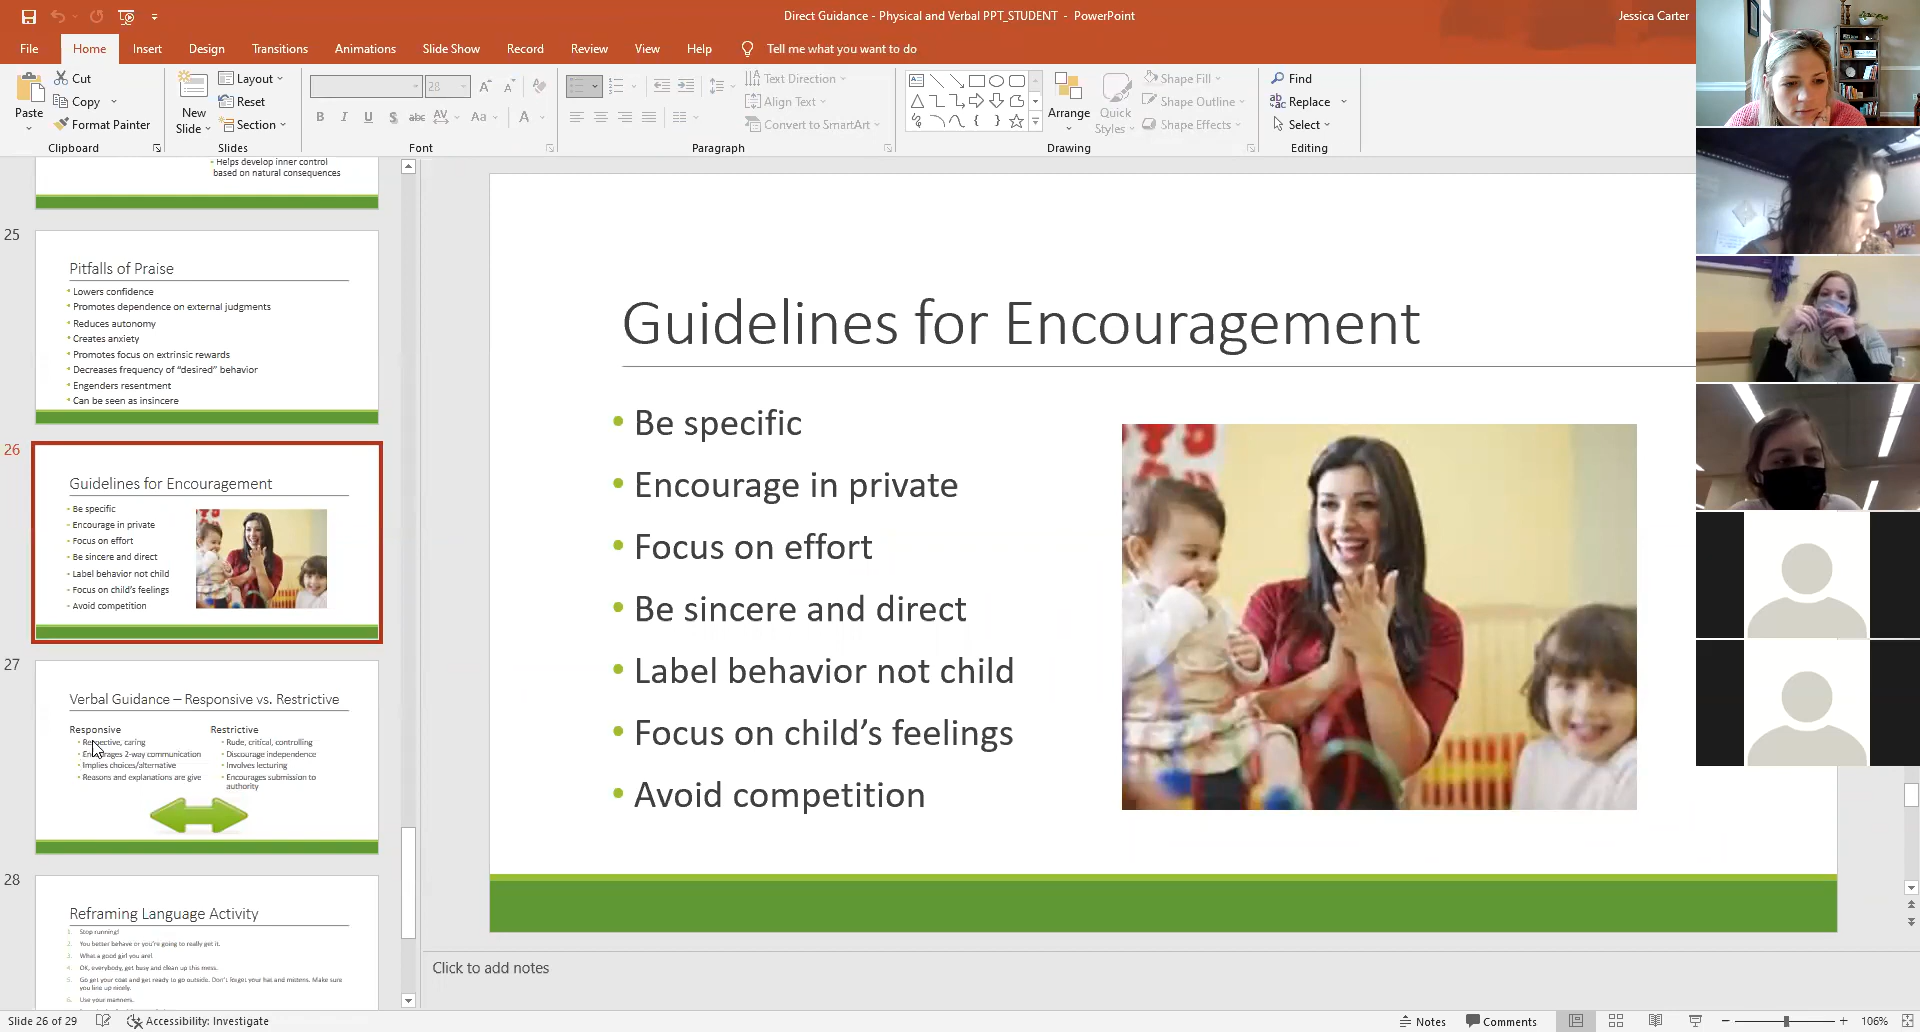 Direct Guidance - Physical and Verbal PPT_STUDENT - PowerPoint
Jessica Carter
File Home Insert Design Transitions Animations Slide Show Record Review View Help Tell me what you want to do
Paste
Cut
Copy
Format Painter
Clipboard
New
Slide
Layout
Reset
Section
Slides
28
B I U S abc AV Aa A
Font
Text Direction
Align Text
Convert to SmartArt
Paragraph
Arrange
Quick
Styles
Shape Fill
Shape Outline
Shape Effects
Drawing
Find
Replace
Select
Editing
• Helps develop inner control
based on natural consequences
25
Pitfalls of Praise
• Lowers confidence
• Promotes dependence on external judgments
• Reduces autonomy
• Creates anxiety
• Promotes focus on extrinsic rewards
• Decreases frequency of “desired” behavior
• Engenders resentment
• Can be seen as insincere
26
Guidelines for Encouragement
• Be specific
• Encourage in private
• Focus on effort
• Be sincere and direct
• Label behavior not child
• Focus on child’s feelings
• Avoid competition
27
Verbal Guidance – Responsive vs. Restrictive
Responsive
• Respective, caring
• Encourages 2-way communication
• Implies choices/alternative
• Reasons and explanations are give
Restrictive
• Rude, critical, controlling
• Discourage independence
• Involves lecturing
• Encourages submission to
authority
28
Reframing Language Activity
1. Stop running!
2. You better behave or you’re going to really get it.
3. What a good girl you are!
4. OK, everybody, get busy and clean up this mess.
5. Go get your coat and get ready to go outside. Don’t forget your hat and mittens. Make sure
you line up nicely.
6. Use your manners.
Guidelines for Encouragement
• Be specific
• Encourage in private
• Focus on effort
• Be sincere and direct
• Label behavior not child
• Focus on child’s feelings
• Avoid competition
Click to add notes
Slide 26 of 29
Accessibility: Investigate
Notes
Comments
106%